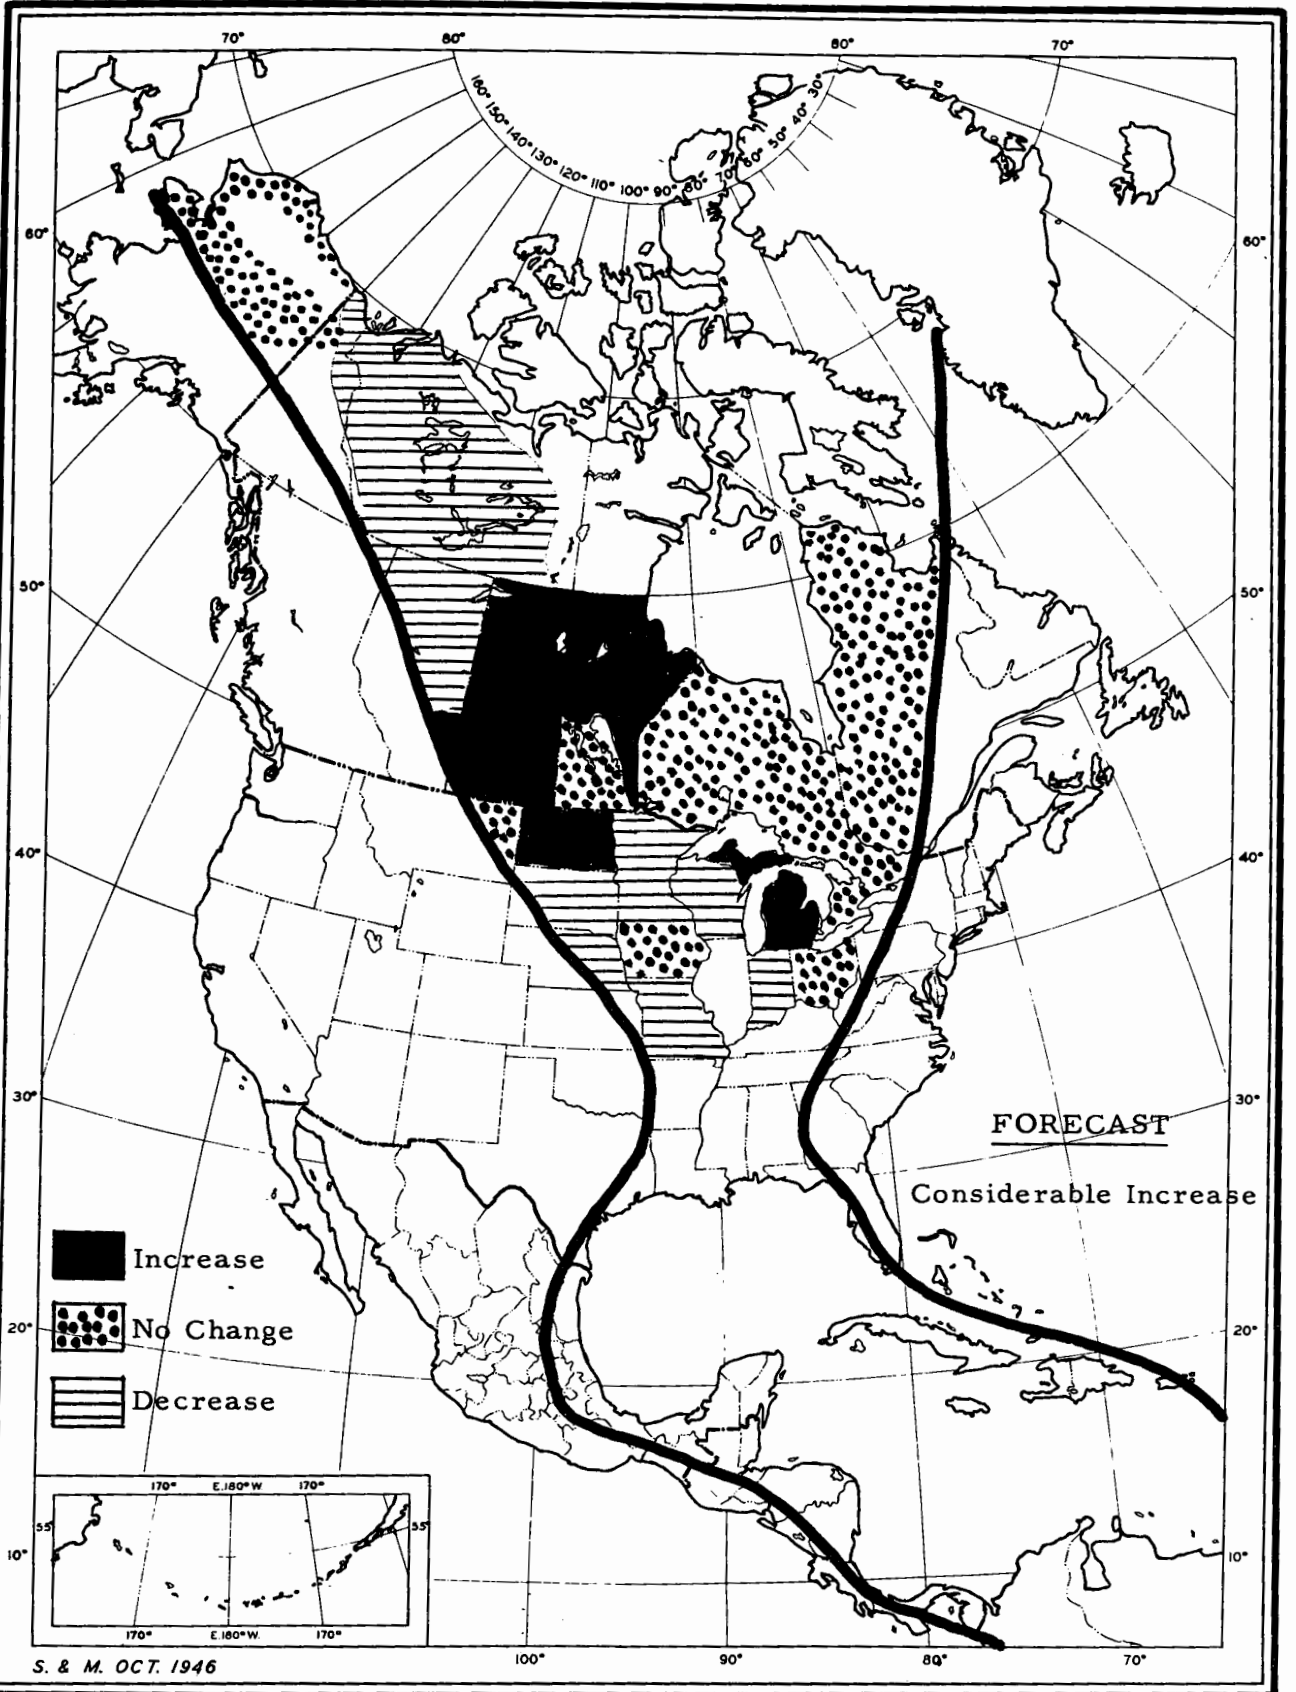 70° 80° 80° 70°
160° 150° 140° 130° 120° 110° 100° 90° 80° 70° 60° 50° 40° 30°
60° 60°
50° 50°
40° 40°
30° 30°
FORECAST
Considerable Increase
Increase
No Change
Decrease
20° 20°
170° E.180°W. 170°
55° 55°
10° 10°
170° E.180°W. 170°
100° 90° 80° 70°
S. & M. OCT. 1946